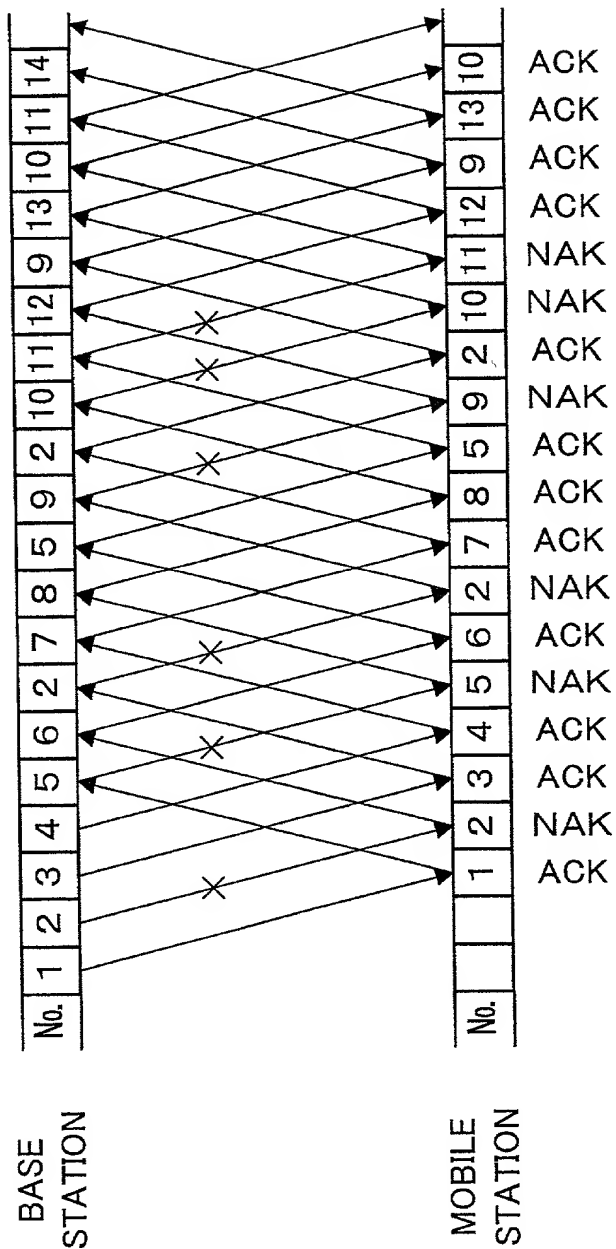 BASE
STATION
No. 1 2 3 4 5 6 2 7 8 5 9 2 10 11 12 9 13 10 11 14
MOBILE
STATION
No. 1 2 3 4 5 6 2 7 8 5 9 2 10 11 12 9 13 10
ACK NAK ACK ACK NAK ACK NAK ACK ACK ACK NAK ACK NAK NAK ACK ACK ACK ACK